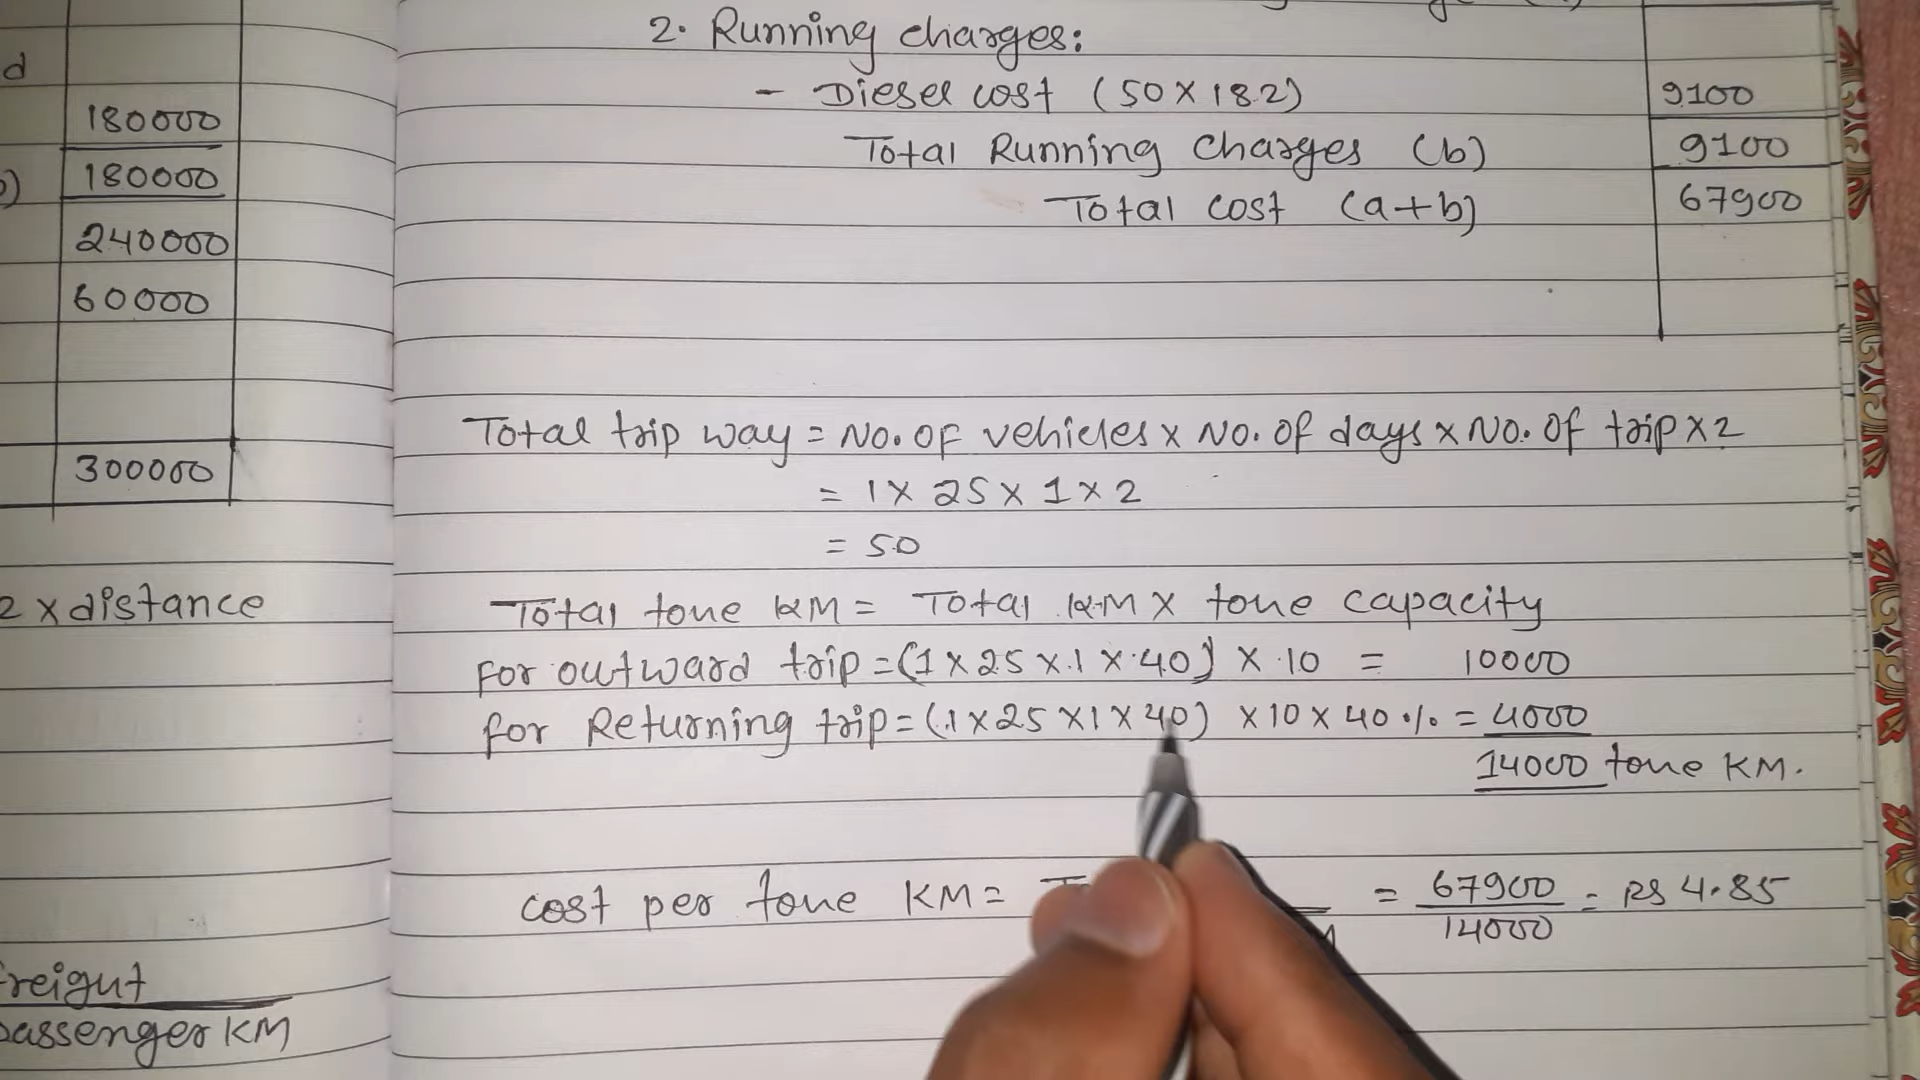 d
180000
180000
240000
60000
300000
2 x distance
passenger KM
2. Running charges:
- Diesel cost (50 X 182) 9100
Total Running charges (b) 9100
Total cost (a+b) 67900
Total trip way = No. of vehicles x No. of days x No. of trip x 2
= 1 x 25 x 1 x 2
= 50
Total tone KM = Total KM X tone capacity
For outward trip = (1 x 25 x 1 x 40) x 10 = 10000
for Returning trip = (1 x 25 x 1 x 40) x 10 x 40 % = 4000
14000 tone KM.
cost per tone KM = = 67900 / 14000 = RS 4.85